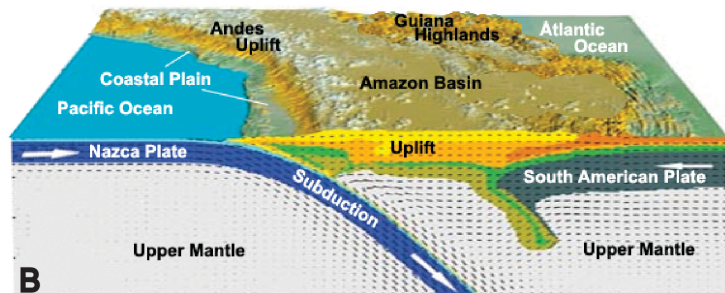 Andes
Uplift
Guiana
Highlands
Atlantic
Ocean
Coastal Plain
Pacific Ocean
Amazon Basin
Nazca Plate
Uplift
Subduction
South American Plate
Upper Mantle
Upper Mantle
B